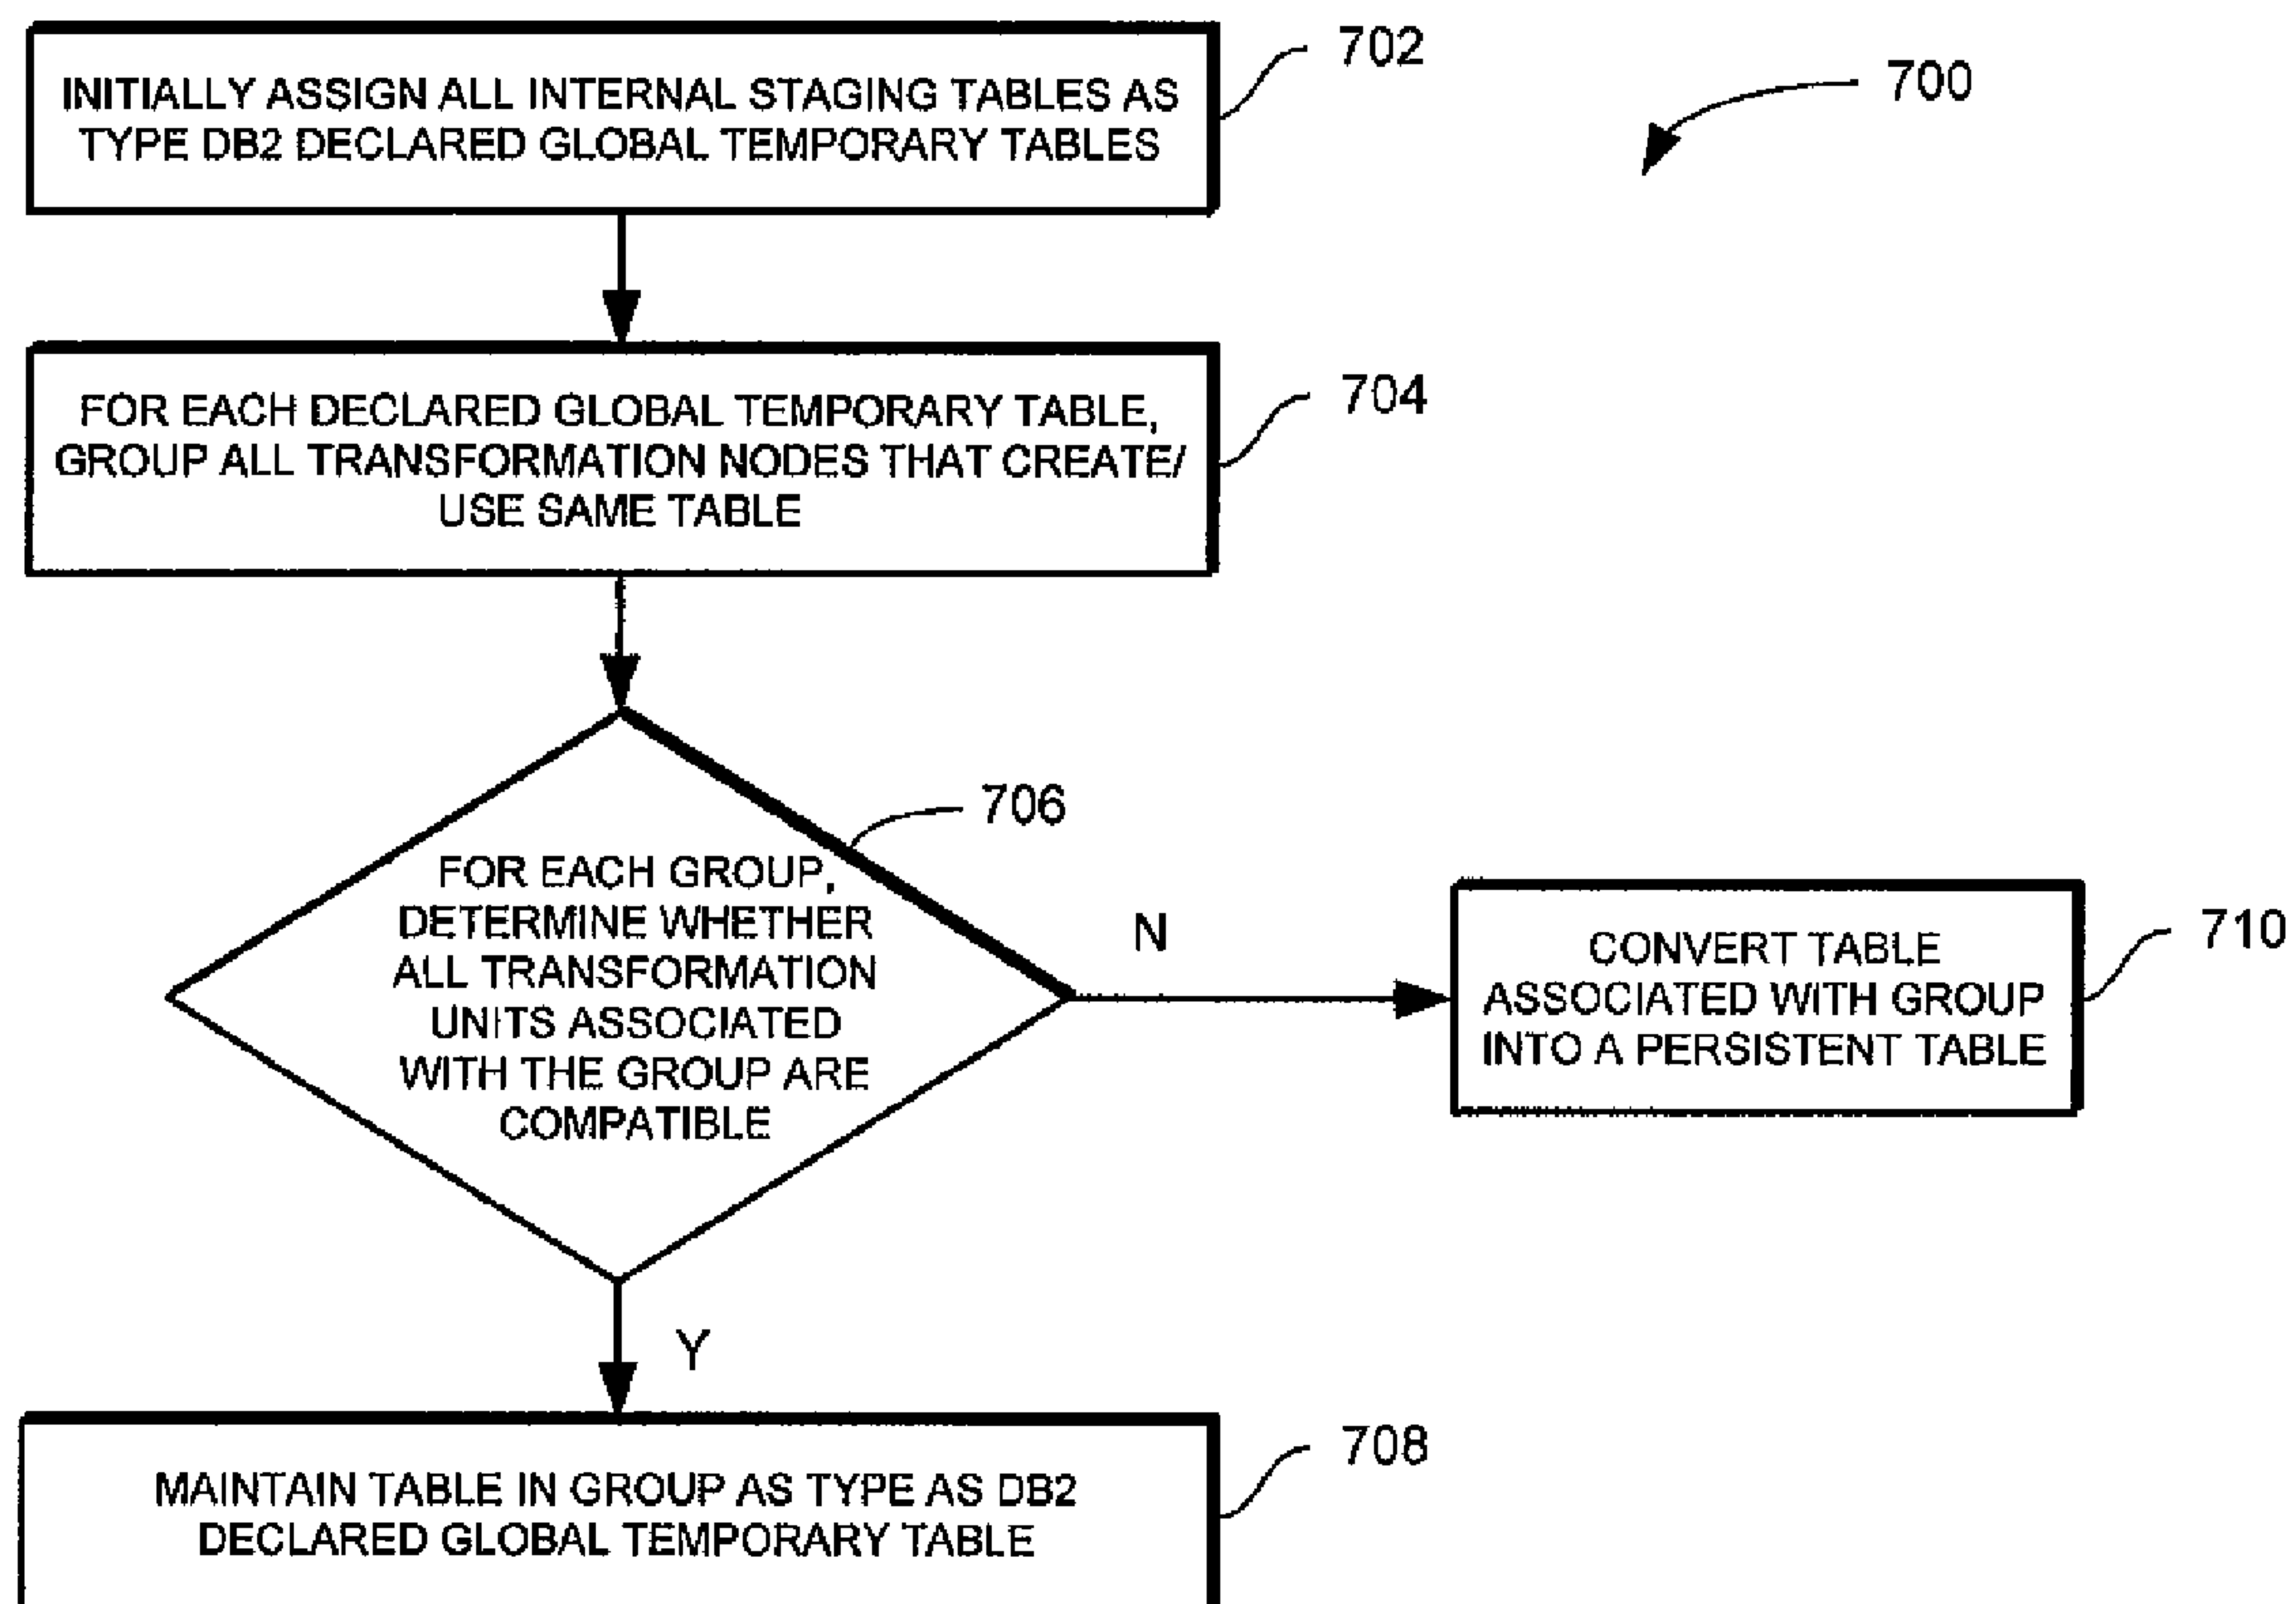 INITIALLY ASSIGN ALL INTERNAL STAGING TABLES AS
TYPE DB2 DECLARED GLOBAL TEMPORARY TABLES
702
700
FOR EACH DECLARED GLOBAL TEMPORARY TABLE,
GROUP ALL TRANSFORMATION NODES THAT CREATE/
USE SAME TABLE
704
706
FOR EACH GROUP,
DETERMINE WHETHER
ALL TRANSFORMATION
UNITS ASSOCIATED
WITH THE GROUP ARE
COMPATIBLE
N
CONVERT TABLE
ASSOCIATED WITH GROUP
INTO A PERSISTENT TABLE
710
Y
MAINTAIN TABLE IN GROUP AS TYPE AS DB2
DECLARED GLOBAL TEMPORARY TABLE
708